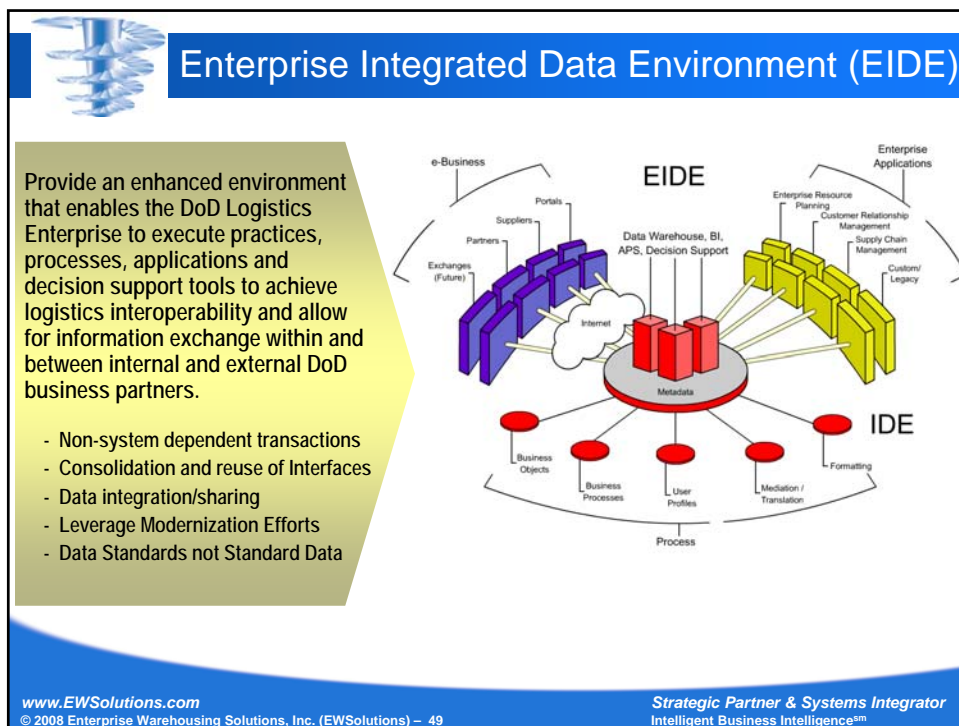 Enterprise Integrated Data Environment (EIDE)
Provide an enhanced environment
that enables the DoD Logistics
Enterprise to execute practices,
processes, applications and
decision support tools to achieve
logistics interoperability and allow
for information exchange within and
between internal and external DoD
business partners.
- Non-system dependent transactions
- Consolidation and reuse of Interfaces
- Data integration/sharing
- Leverage Modernization Efforts
- Data Standards not Standard Data
e-Business
EIDE
Enterprise
Applications
Portals
Suppliers
Partners
Exchanges
(Future)
Data Warehouse, BI,
APS, Decision Support
Enterprise Resource
Planning
Customer Relationship
Management
Supply Chain
Management
Custom/
Legacy
Internet
Metadata
IDE
Business
Objects
Business
Processes
User
Profiles
Mediation /
Translation
Formatting
Process
www.EWSolutions.com
© 2008 Enterprise Warehousing Solutions, Inc. (EWSolutions) – 49
Strategic Partner & Systems Integrator
Intelligent Business Intelligence℠